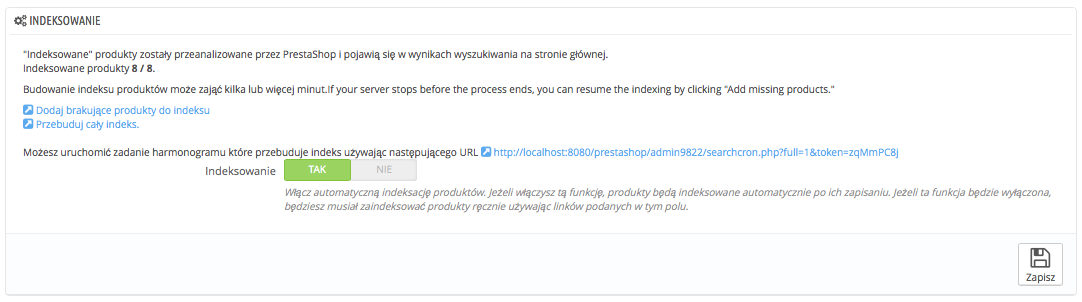 INDEKSOWANIE
"Indeksowane" produkty zostały przeanalizowane przez PrestaShop i pojawią się w wynikach wyszukiwania na stronie głównej.
Indeksowane produkty 8 / 8.
Budowanie indeksu produktów może zająć kilka lub więcej minut.If your server stops before the process ends, you can resume the indexing by clicking "Add missing products."
Dodaj brakujące produkty do indeksu
Przebuduj cały indeks.
Możesz uruchomić zadanie harmonogramu które przebuduje indeks używając następującego URL http://localhost:8080/prestashop/admin9822/searchcron.php?full=1&token=zqMmPC8j
Indeksowanie TAK NIE
Włącz automatyczną indeksację produktów. Jeżeli włączysz tą funkcję, produkty będą indeksowane automatycznie po ich zapisaniu. Jeżeli ta funkcja będzie wyłączona,
będziesz musiał zaindeksować produkty ręcznie używając linków podanych w tym polu.
Zapisz